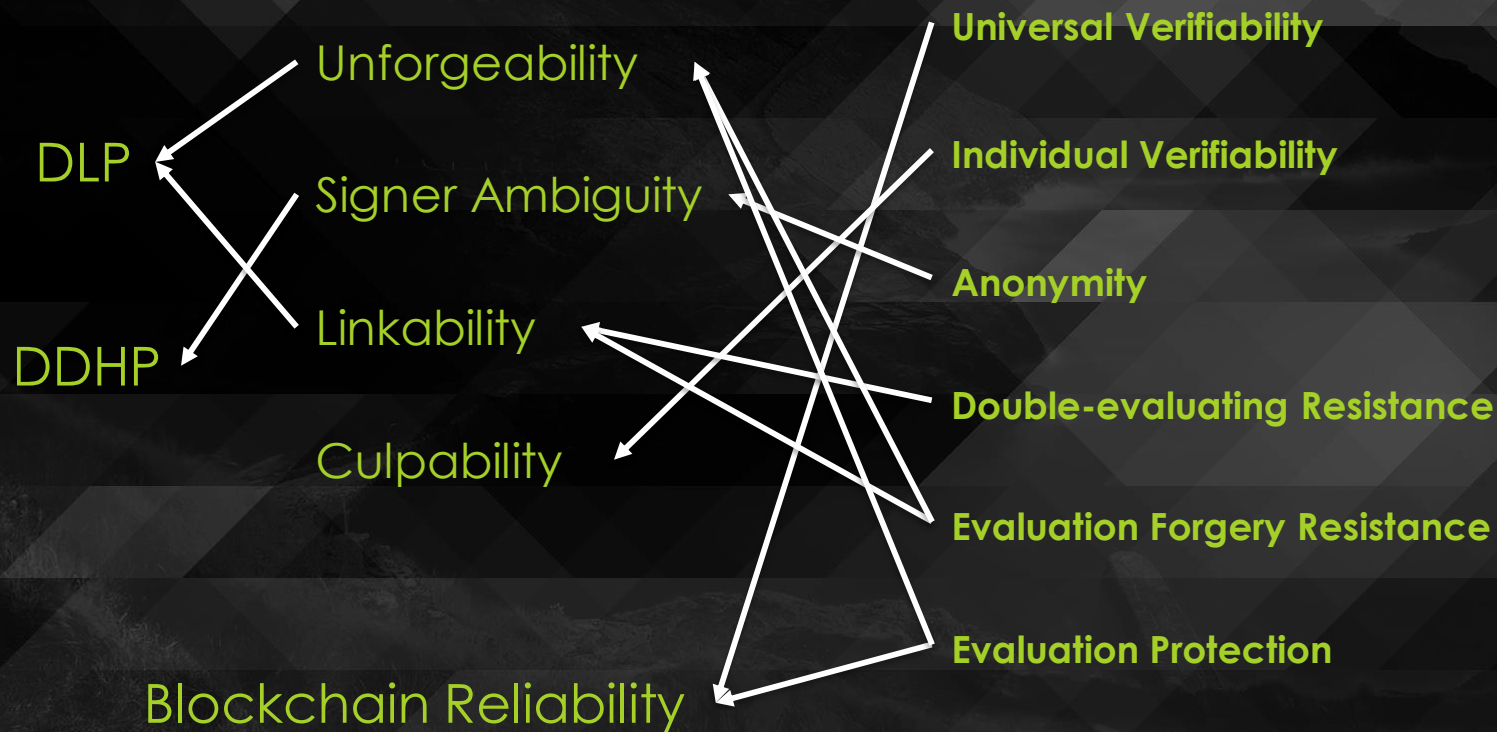 DLP
DDHP
Unforgeability
Signer Ambiguity
Linkability
Culpability
Blockchain Reliability
Universal Verifiability
Individual Verifiability
Anonymity
Double-evaluating Resistance
Evaluation Forgery Resistance
Evaluation Protection